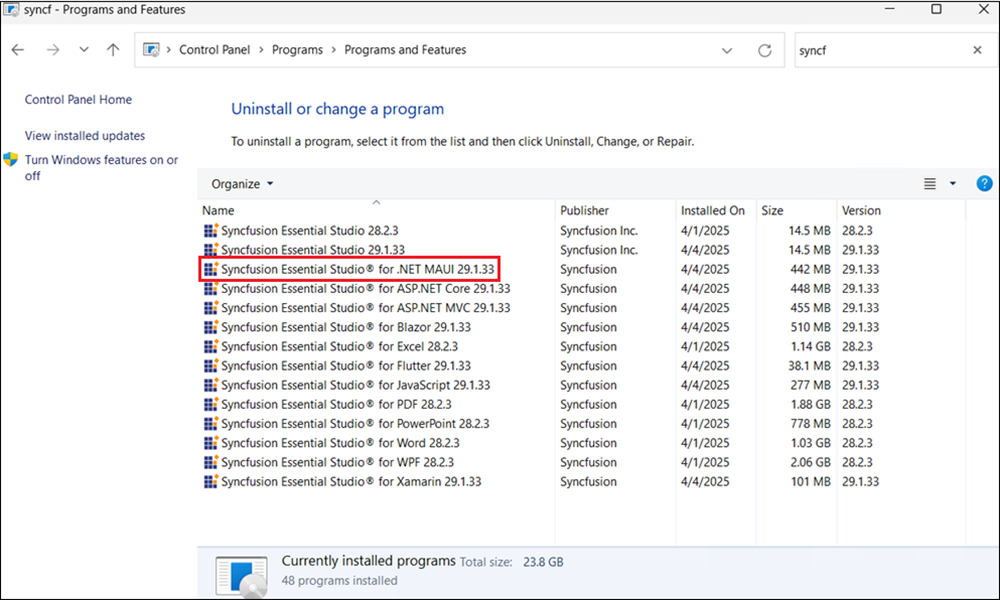 syncf - Programs and Features
Control Panel > Programs > Programs and Features
syncf
Control Panel Home
View installed updates
Turn Windows features on or
off
Uninstall or change a program
To uninstall a program, select it from the list and then click Uninstall, Change, or Repair.
Organize
Name Publisher Installed On Size Version
Syncfusion Essential Studio 28.2.3 Syncfusion Inc. 4/1/2025 14.5 MB 28.2.3
Syncfusion Essential Studio 29.1.33 Syncfusion Inc. 4/4/2025 14.5 MB 29.1.33
Syncfusion Essential Studio® for .NET MAUI 29.1.33 Syncfusion 4/4/2025 442 MB 29.1.33
Syncfusion Essential Studio® for ASP.NET Core 29.1.33 Syncfusion 4/4/2025 448 MB 29.1.33
Syncfusion Essential Studio® for ASP.NET MVC 29.1.33 Syncfusion 4/4/2025 455 MB 29.1.33
Syncfusion Essential Studio® for Blazor 29.1.33 Syncfusion 4/4/2025 510 MB 29.1.33
Syncfusion Essential Studio® for Excel 28.2.3 Syncfusion 4/1/2025 1.14 GB 28.2.3
Syncfusion Essential Studio® for Flutter 29.1.33 Syncfusion 4/4/2025 38.1 MB 29.1.33
Syncfusion Essential Studio® for JavaScript 29.1.33 Syncfusion 4/4/2025 277 MB 29.1.33
Syncfusion Essential Studio® for PDF 28.2.3 Syncfusion 4/1/2025 1.88 GB 28.2.3
Syncfusion Essential Studio® for PowerPoint 28.2.3 Syncfusion 4/1/2025 778 MB 28.2.3
Syncfusion Essential Studio® for Word 28.2.3 Syncfusion 4/1/2025 1.03 GB 28.2.3
Syncfusion Essential Studio® for WPF 28.2.3 Syncfusion 4/1/2025 2.06 GB 28.2.3
Syncfusion Essential Studio® for Xamarin 29.1.33 Syncfusion 4/4/2025 101 MB 29.1.33
Currently installed programs Total size: 23.8 GB
48 programs installed